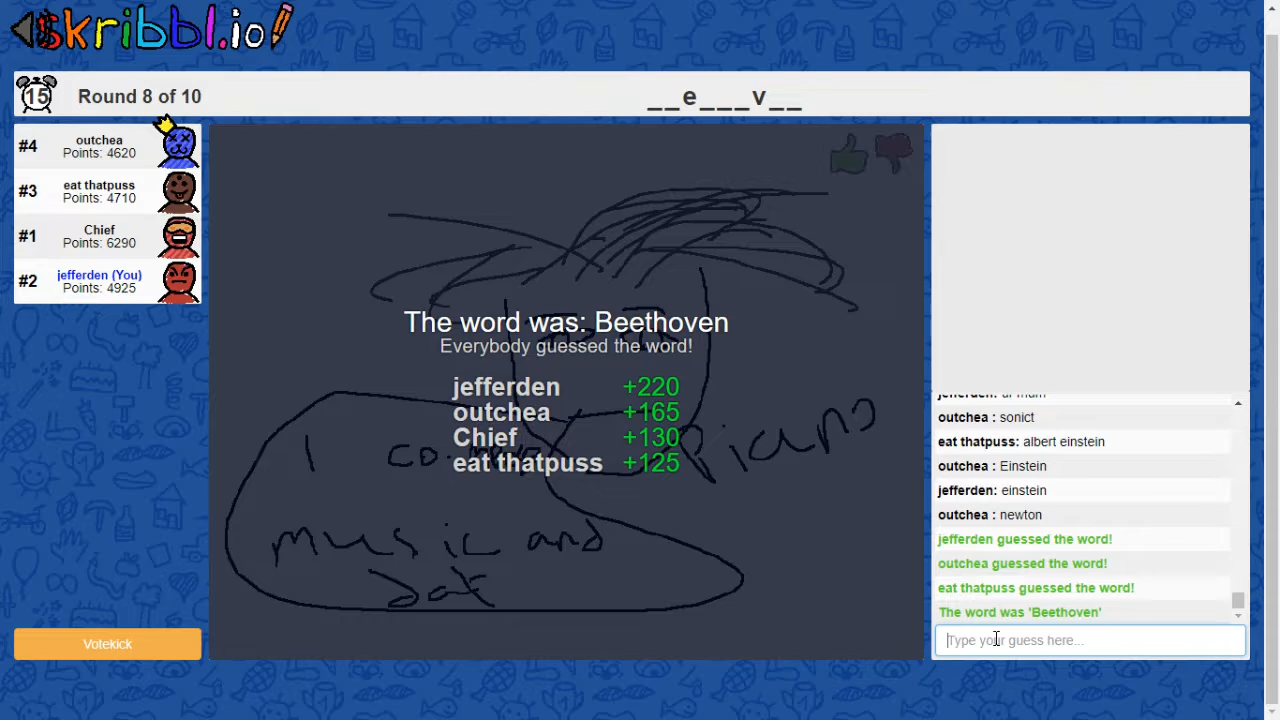 skribbl.io
15
Round 8 of 10
__e___v__
#4
outchea
Points: 4620
#3
eat thatpuss
Points: 4710
#1
Chief
Points: 6290
#2
jefferden (You)
Points: 4925
Votekick
The word was: Beethoven
Everybody guessed the word!
jefferden +220
outchea +165
Chief +130
eat thatpuss +125
I
Piano
music and
outchea : sonict
eat thatpuss: albert einstein
outchea : Einstein
jefferden: einstein
outchea : newton
jefferden guessed the word!
outchea guessed the word!
eat thatpuss guessed the word!
The word was 'Beethoven'
Type your guess here...